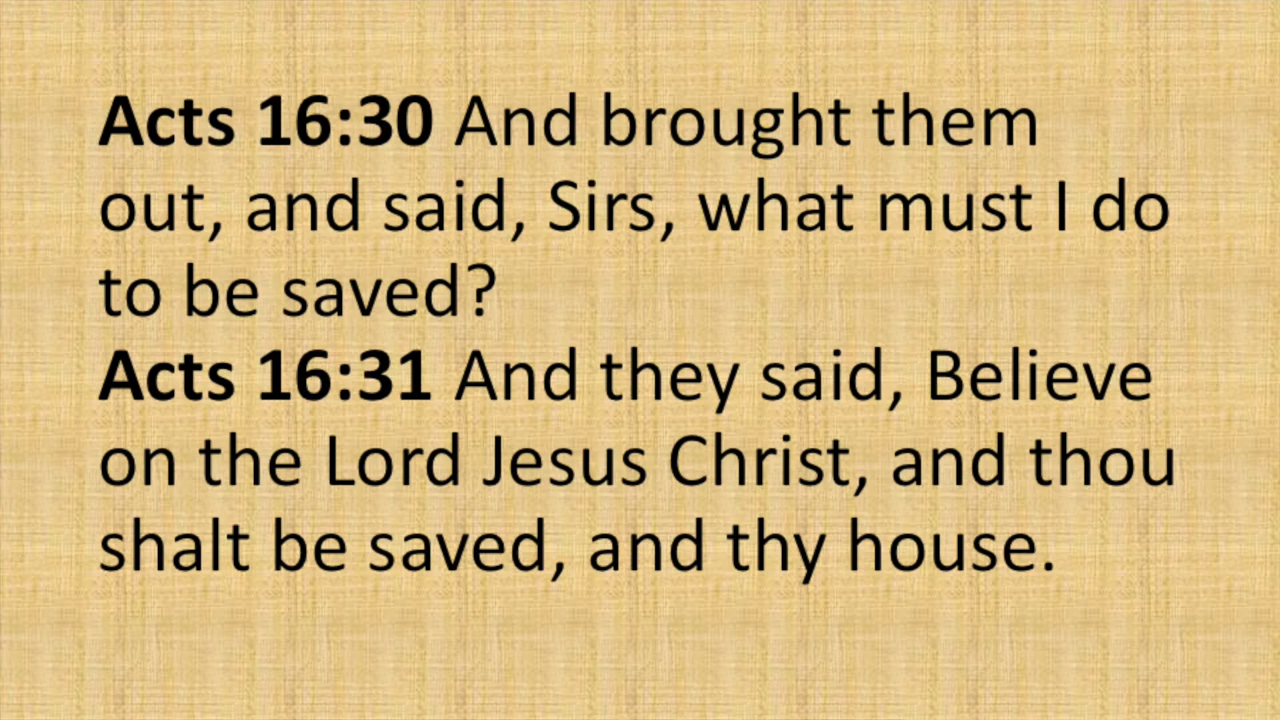 Acts 16:30 And brought them
out, and said, Sirs, what must I do
to be saved?
Acts 16:31 And they said, Believe
on the Lord Jesus Christ, and thou
shalt be saved, and thy house.